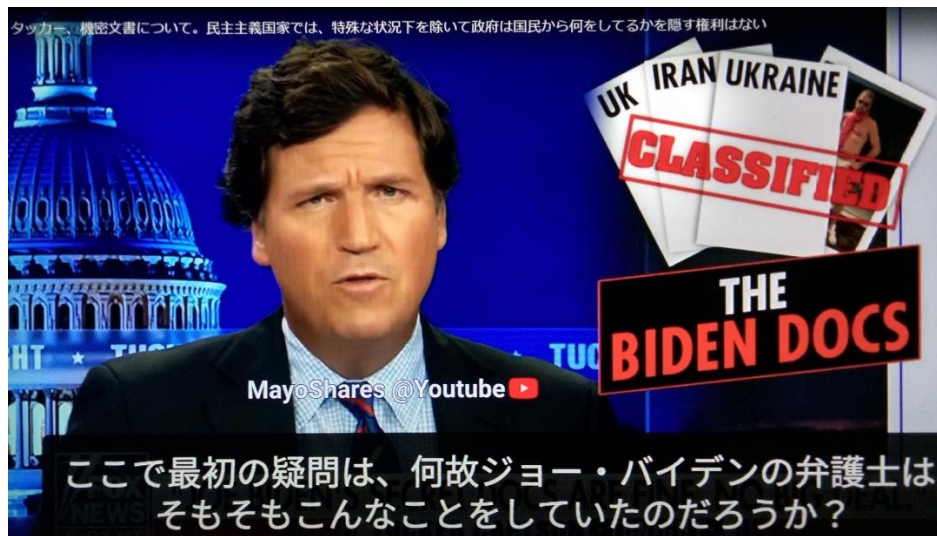 タッカー、機密文書について。民主主義国家では、特殊な状況下を除いて政府は国民から何をしてるかを隠す権利はない
UK
IRAN
UKRAINE
CLASSIFIED
THE
BIDEN DOCS
MayoShares @Youtube
ここで最初の疑問は、何故ジョー・バイデンの弁護士は
そもそもこんなことをしていたのだろうか？